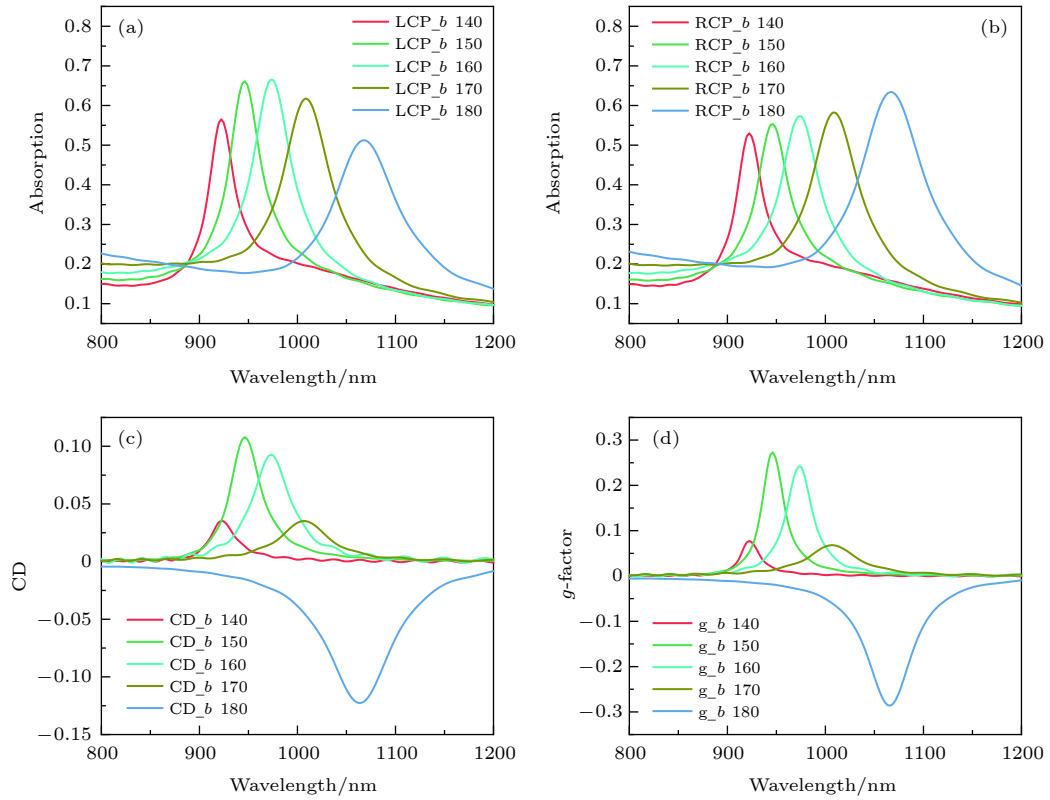 (a)
LCP_b 140
LCP_b 150
LCP_b 160
LCP_b 170
LCP_b 180
0.8
0.7
0.6
0.5
0.4
0.3
0.2
0.1
Absorption
800
900
1000
1100
1200
Wavelength/nm
(b)
RCP_b 140
RCP_b 150
RCP_b 160
RCP_b 170
RCP_b 180
0.8
0.7
0.6
0.5
0.4
0.3
0.2
0.1
Absorption
800
900
1000
1100
1200
Wavelength/nm
(c)
0.10
0.05
0
−0.05
−0.10
−0.15
CD
CD_b 140
CD_b 150
CD_b 160
CD_b 170
CD_b 180
800
900
1000
1100
1200
Wavelength/nm
(d)
0.3
0.2
0.1
0
−0.1
−0.2
−0.3
g-factor
g_b 140
g_b 150
g_b 160
g_b 170
g_b 180
800
900
1000
1100
1200
Wavelength/nm